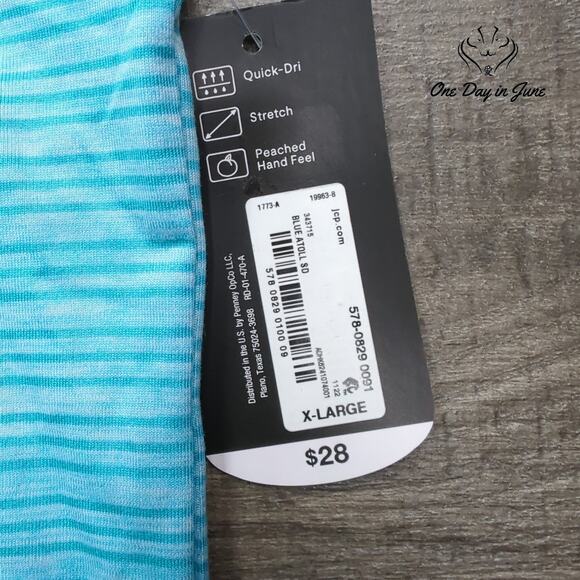 One Day in June
Quick-Dri
Stretch
Peached
Hand Feel
1773-A
19963-8
jcp.com
343715
BLUE ATOLL SD
578 0829 0100 09
578-0829 0091
1122
X-LARGE
$28
Distributed in the U.S. by Penney OpCo LLC,
Plano, Texas 75024-3698 RD-01-470-A